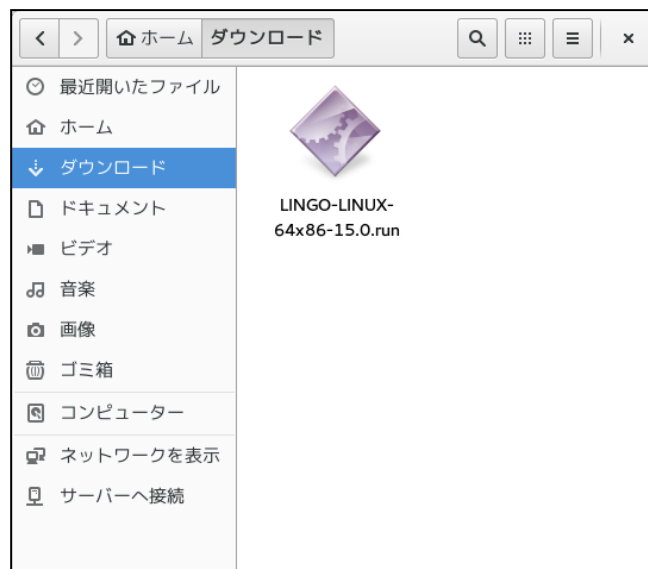 ホーム ダウンロード
最近開いたファイル
ホーム
ダウンロード
ドキュメント
ビデオ
音楽
画像
ゴミ箱
コンピューター
ネットワークを表示
サーバーへ接続
LINGO-LINUX-
64x86-15.0.run